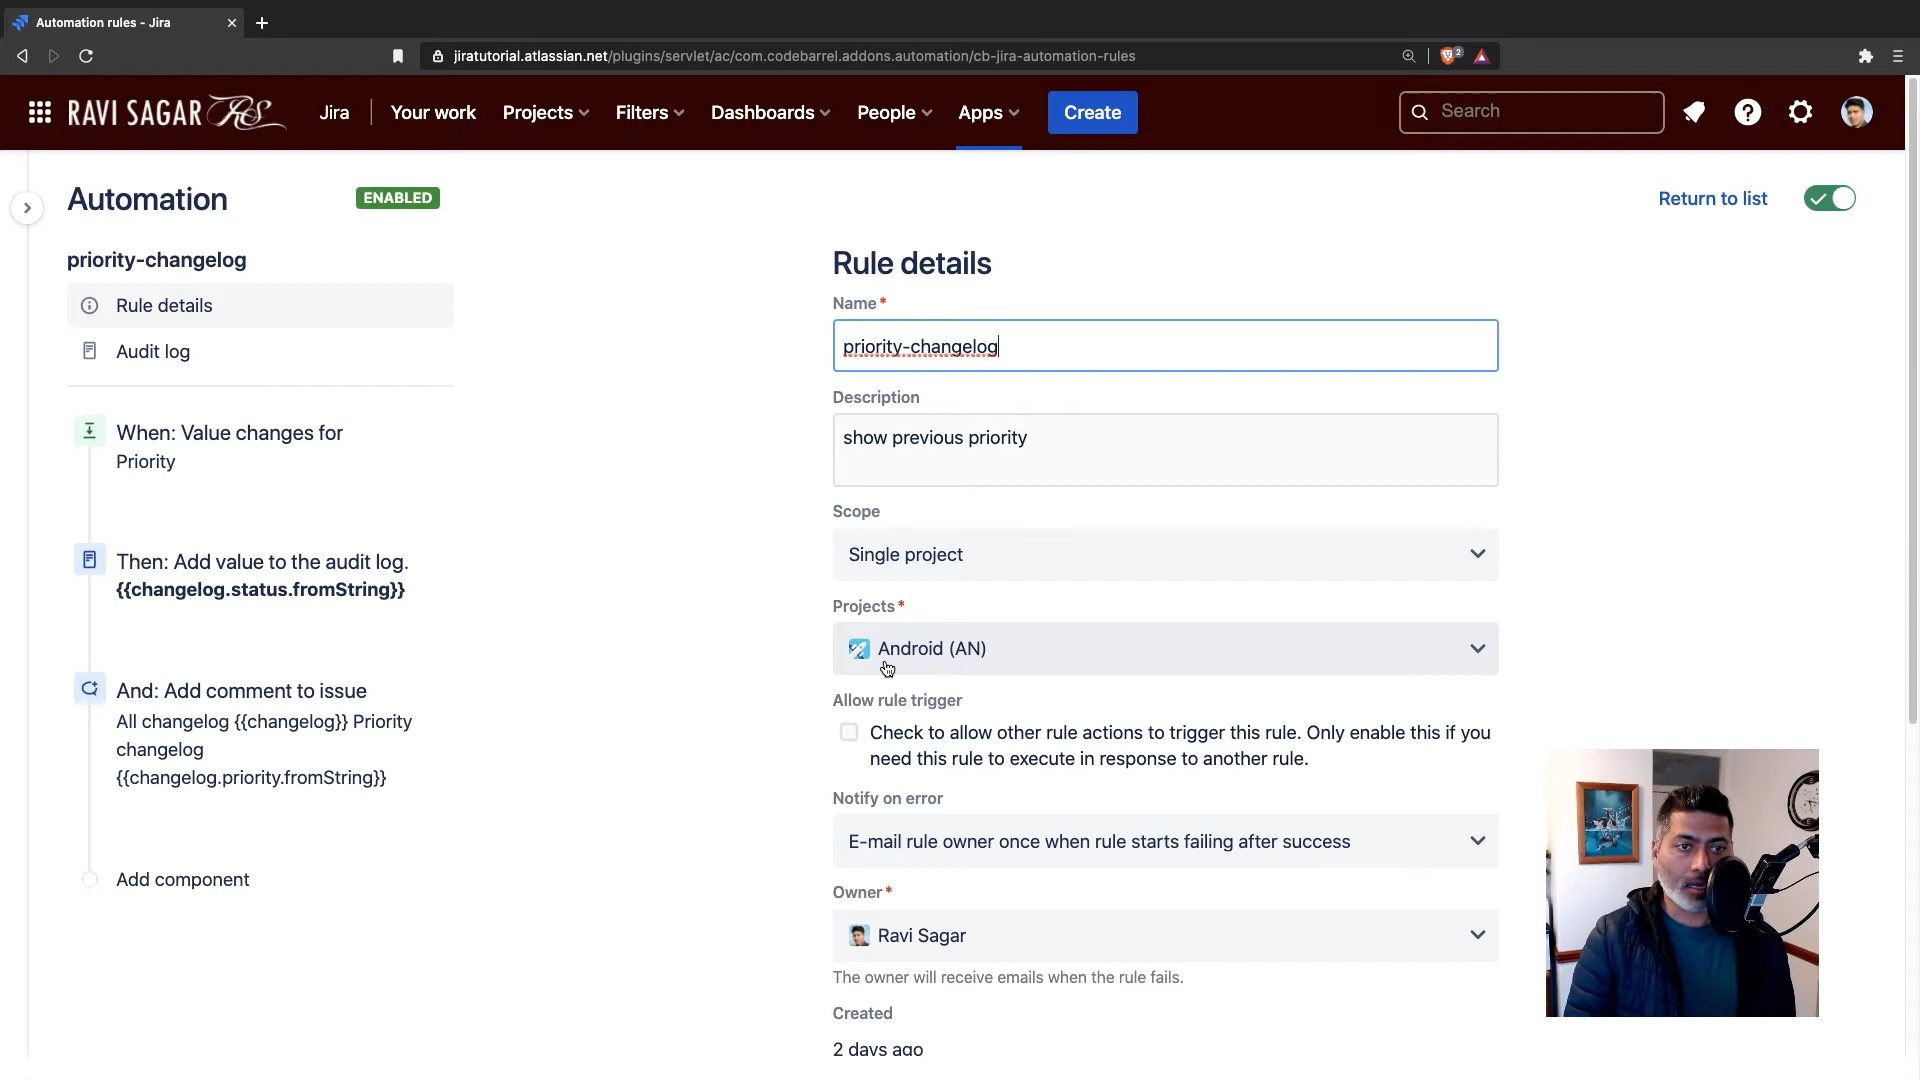 Automation rules - Jira
jiratutorial.atlassian.net/plugins/servlet/ac/com.codebarrel.addons.automation/cb-jira-automation-rules
2
RAVI SAGAR RS
Jira
Your work
Projects
Filters
Dashboards
People
Apps
Create
Search
Automation
ENABLED
Return to list
priority-changelog
Rule details
Audit log
When: Value changes for
Priority
Then: Add value to the audit log.
{{changelog.status.fromString}}
And: Add comment to issue
All changelog {{changelog}} Priority
changelog
{{changelog.priority.fromString}}
Add component
Rule details
Name*
priority-changelog
Description
show previous priority
Scope
Single project
Projects*
Android (AN)
Allow rule trigger
Check to allow other rule actions to trigger this rule. Only enable this if you
need this rule to execute in response to another rule.
Notify on error
E-mail rule owner once when rule starts failing after success
Owner*
Ravi Sagar
The owner will receive emails when the rule fails.
Created
2 days ago